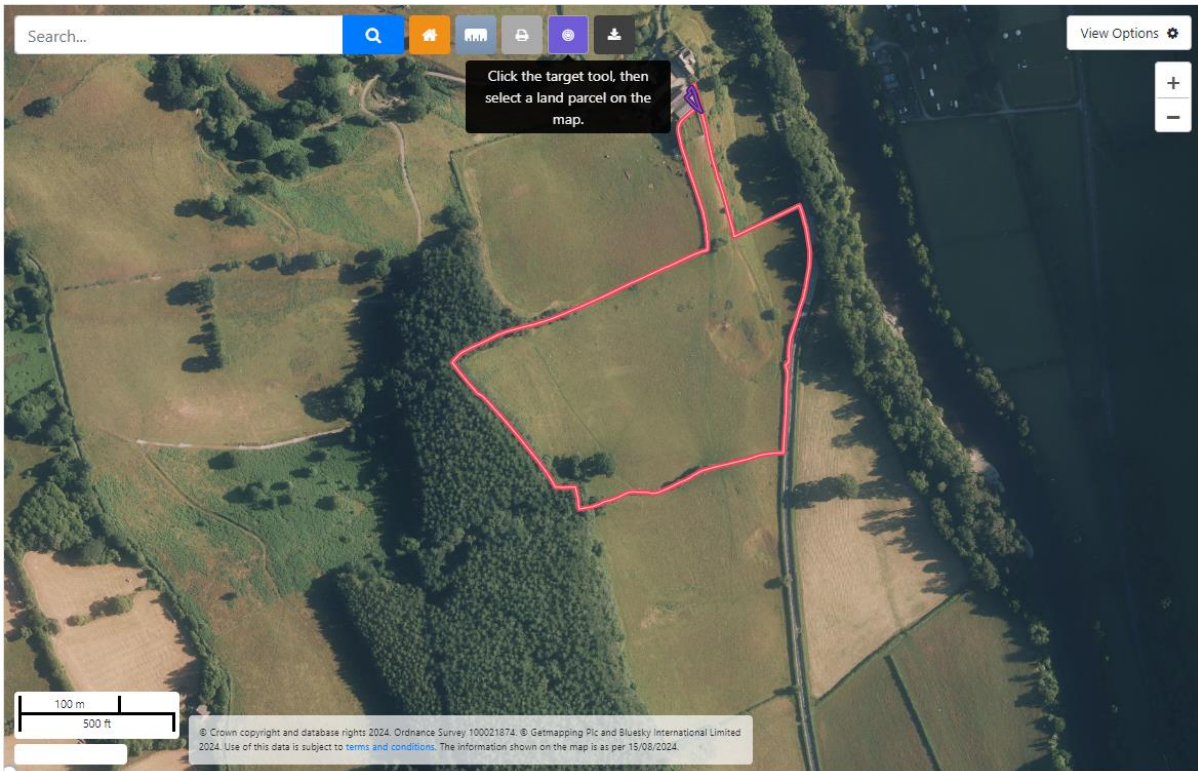 Search...
View Options
Click the target tool, then
select a land parcel on the
map.
+
−
100 m
500 ft
© Crown copyright and database rights 2024. Ordnance Survey 100021874. © Getmapping Plc and Bluesky International Limited
2024. Use of this data is subject to terms and conditions. The information shown on the map is as per 15/08/2024.